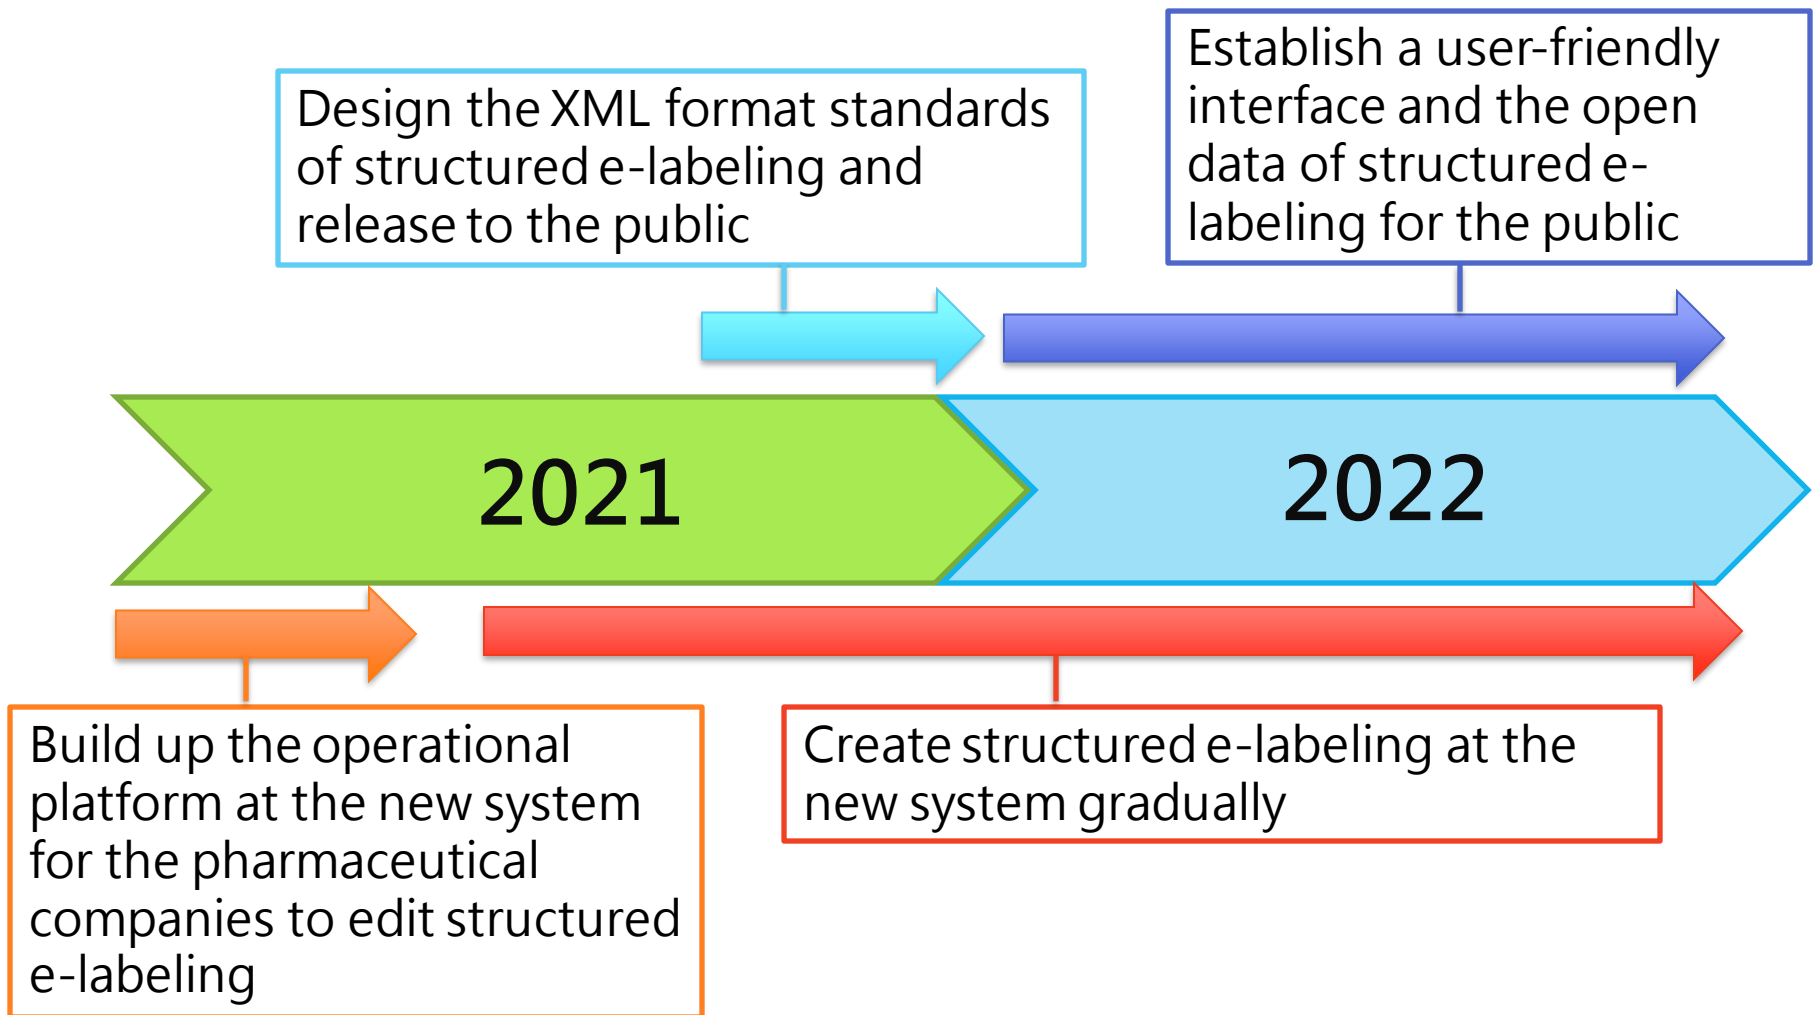 Design the XML format standards
of structured e-labeling and
release to the public
Establish a user-friendly
interface and the open
data of structured e-
labeling for the public
2021
2022
Build up the operational
platform at the new system
for the pharmaceutical
companies to edit structured
e-labeling
Create structured e-labeling at the
new system gradually